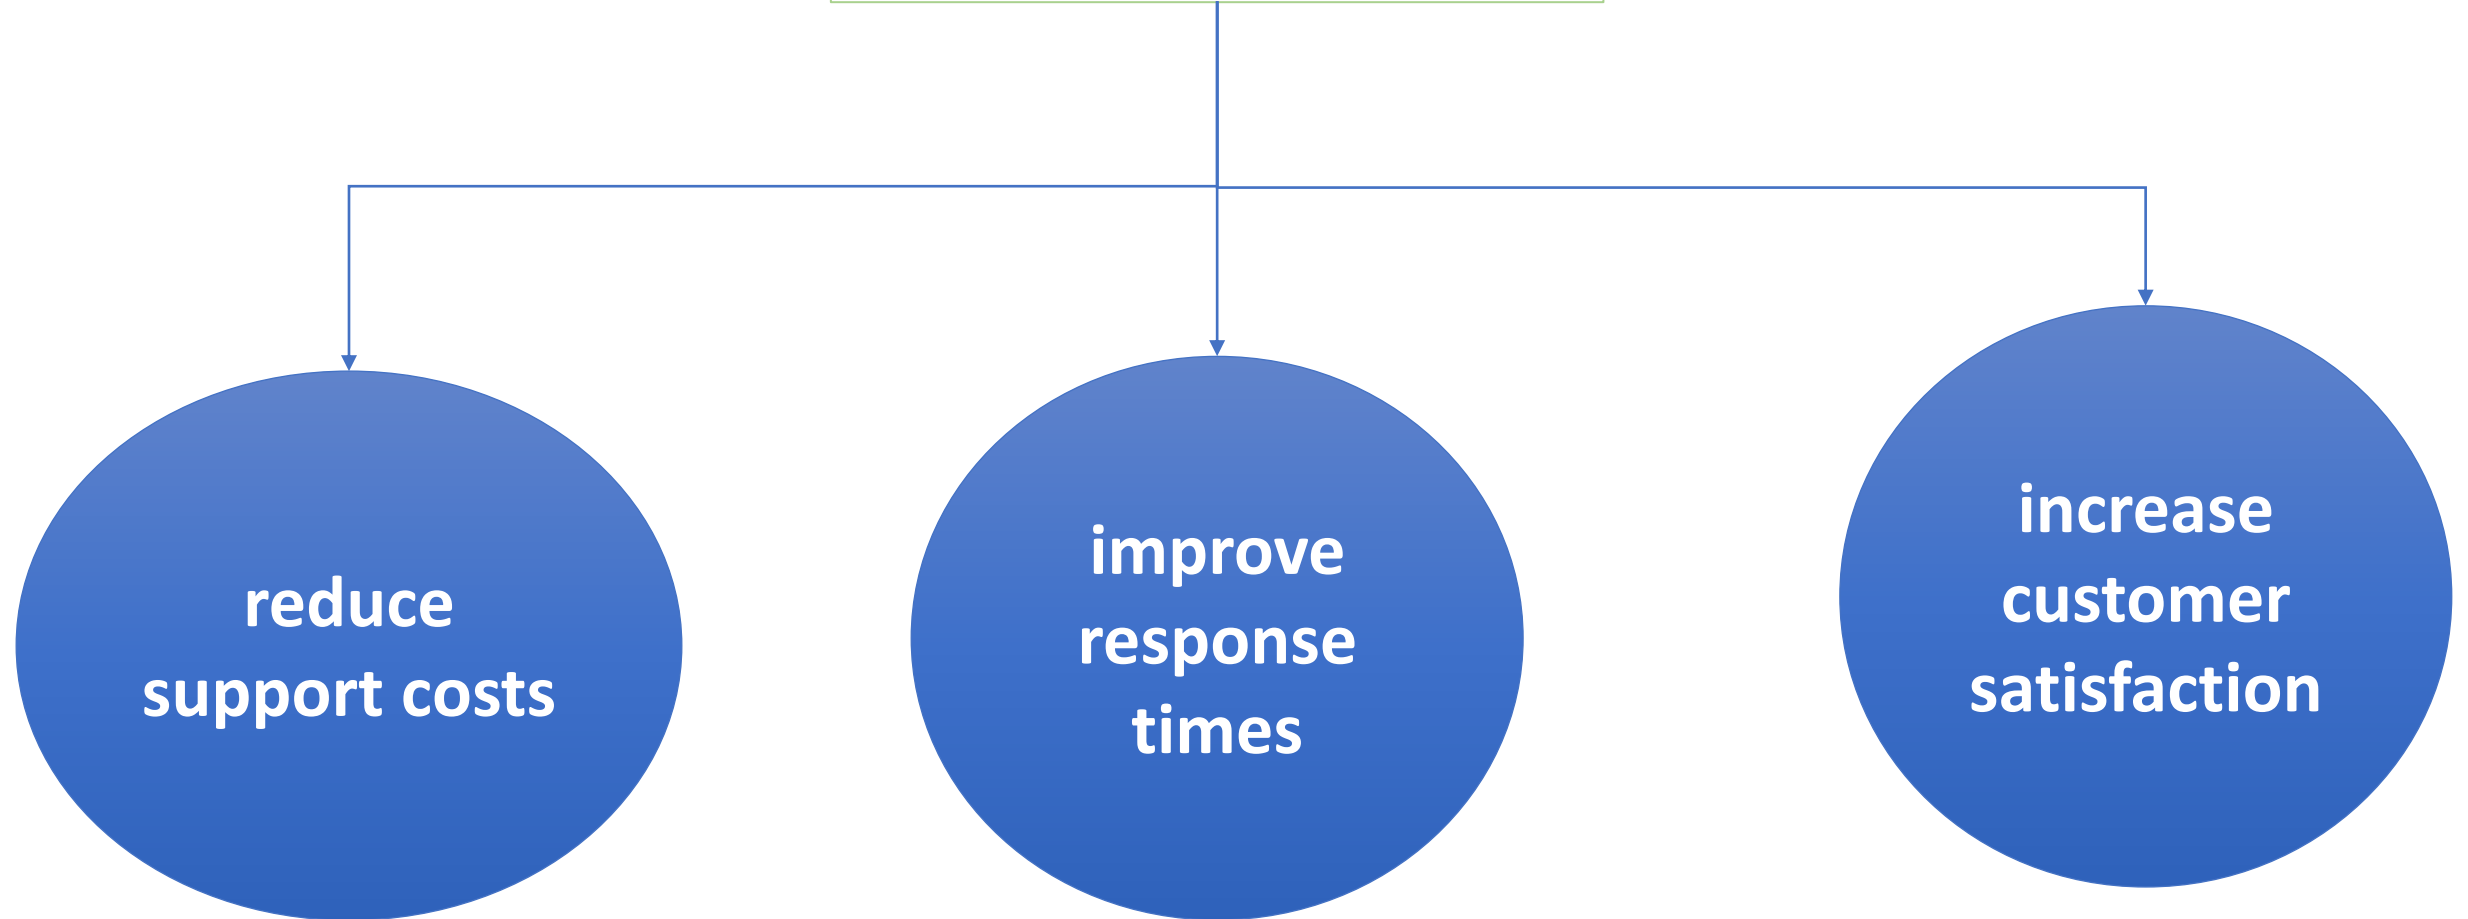 reduce
support costs
improve
response
times
increase
customer
satisfaction